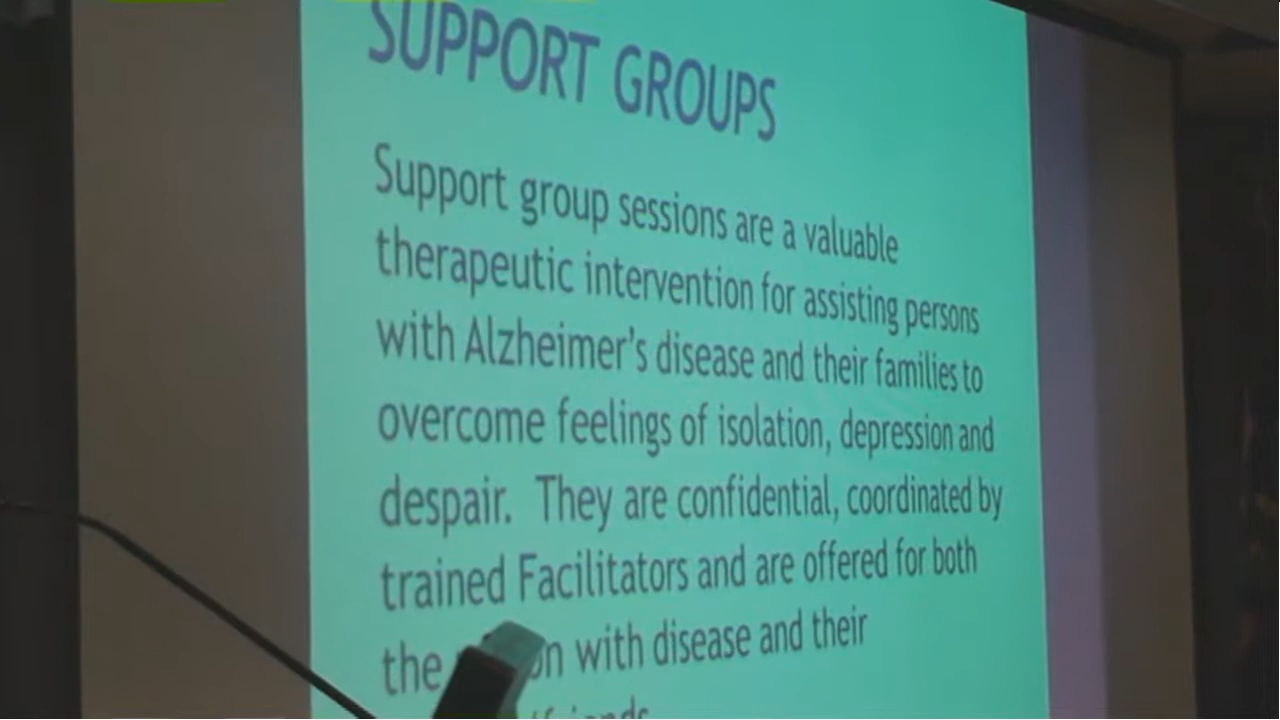 SUPPORT GROUPS
Support group sessions are a valuable
therapeutic intervention for assisting persons
with Alzheimer's disease and their families to
overcome feelings of isolation, depression and
despair.  They are confidential, coordinated by
trained Facilitators and are offered for both
the with disease and their